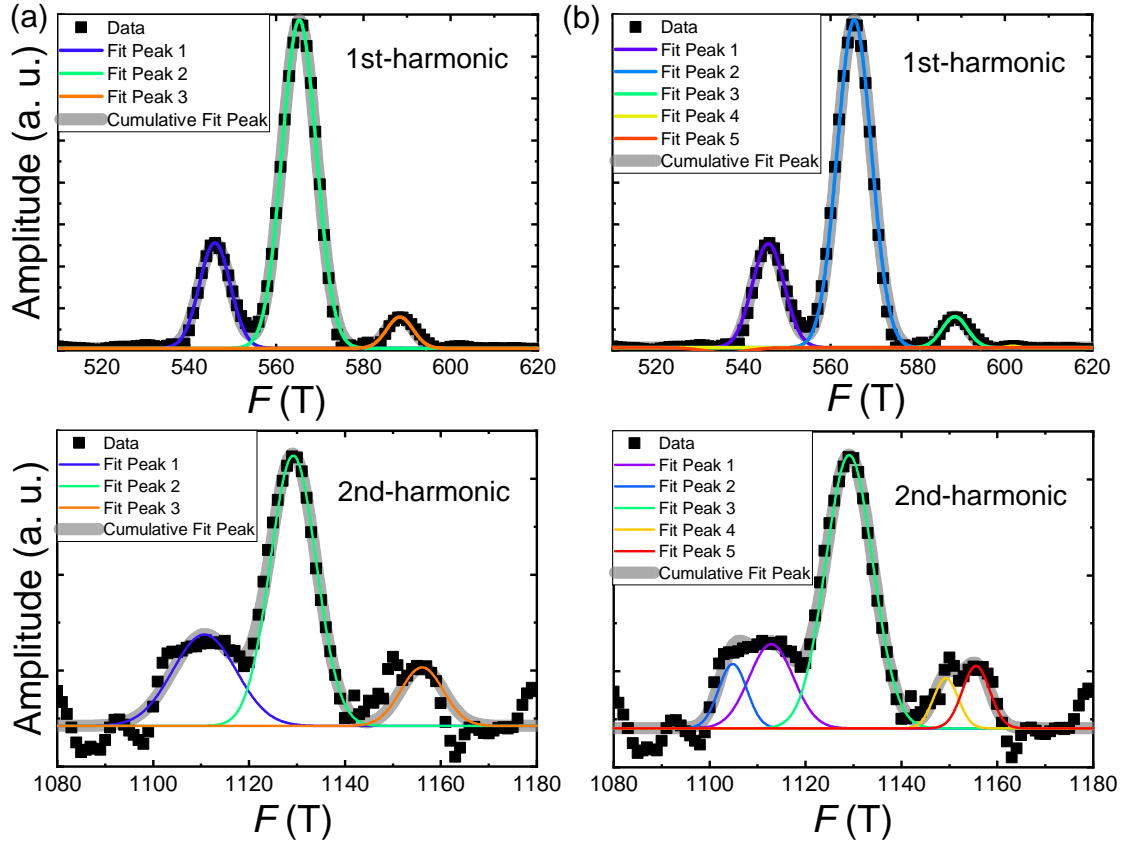 (a)
Data
Fit Peak 1
Fit Peak 2
Fit Peak 3
Cumulative Fit Peak
1st-harmonic
Amplitude (a. u.)
520 540 560 580 600 620
F (T)
(b)
Data
Fit Peak 1
Fit Peak 2
Fit Peak 3
Fit Peak 4
Fit Peak 5
Cumulative Fit Peak
1st-harmonic
520 540 560 580 600 620
F (T)
Data
Fit Peak 1
Fit Peak 2
Fit Peak 3
Cumulative Fit Peak
2nd-harmonic
Amplitude (a. u.)
1080 1100 1120 1140 1160 1180
F (T)
Data
Fit Peak 1
Fit Peak 2
Fit Peak 3
Fit Peak 4
Fit Peak 5
Cumulative Fit Peak
2nd-harmonic
1080 1100 1120 1140 1160 1180
F (T)